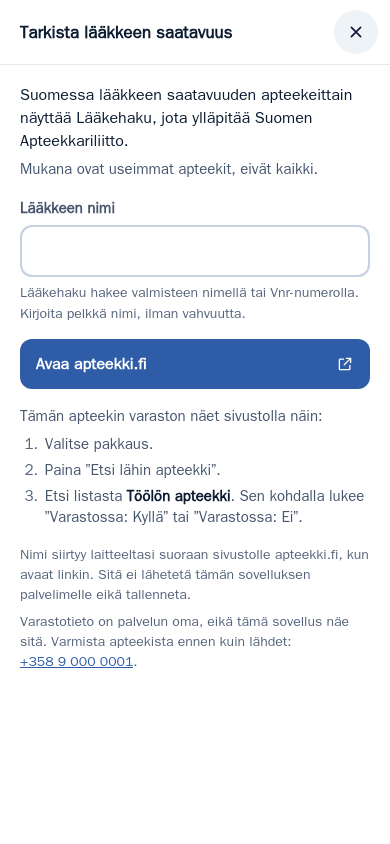 Tarkista lääkkeen saatavuus
Suomessa lääkkeen saatavuuden apteekeittain
näyttää Lääkehaku, jota ylläpitää Suomen
Apteekkariliitto.
Mukana ovat useimmat apteekit, eivät kaikki.
Lääkkeen nimi
Lääkehaku hakee valmisteen nimellä tai Vnr-numerolla.
Kirjoita pelkkä nimi, ilman vahvuutta.
Avaa apteekki.fi
Tämän apteekin varaston näet sivustolla näin:
1. Valitse pakkaus.
2. Paina ”Etsi lähin apteekki”.
3. Etsi listasta Töölön apteekki. Sen kohdalla lukee
”Varastossa: Kyllä” tai ”Varastossa: Ei”.
Nimi siirtyy laitteeltasi suoraan sivustolle apteekki.fi, kun
avaat linkin. Sitä ei lähetetä tämän sovelluksen
palvelimelle eikä tallenneta.
Varastotieto on palvelun oma, eikä tämä sovellus näe
sitä. Varmista apteekista ennen kuin lähdet:
+358 9 000 0001.